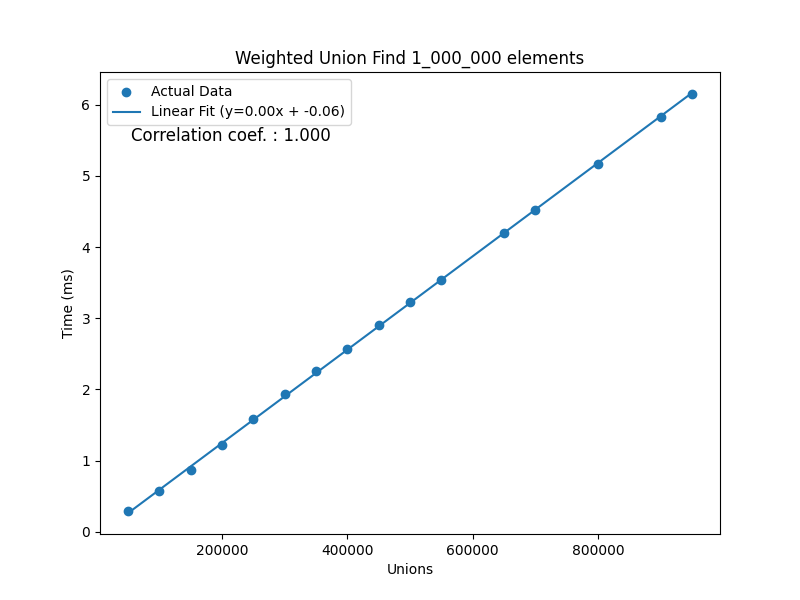 Weighted Union Find 1_000_000 elements
Actual Data
Linear Fit (y=0.00x + -0.06)
Correlation coef. : 1.000
6
5
4
3
2
1
0
Time (ms)
200000
400000
600000
800000
Unions